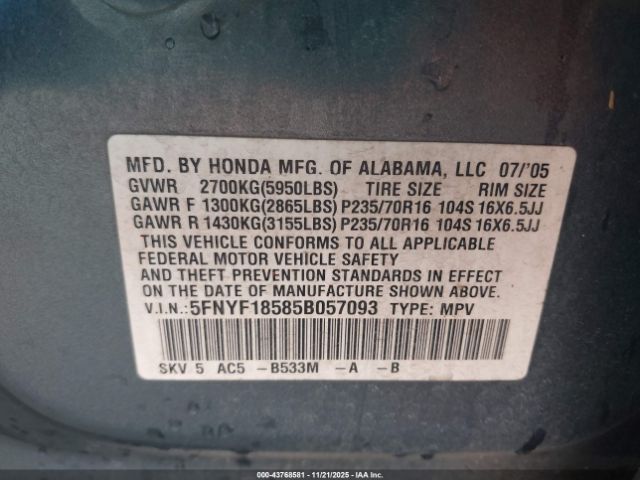 MFD. BY HONDA MFG. OF ALABAMA, LLC 07/'05
GVWR 2700KG(5950LBS) TIRE SIZE RIM SIZE
GAWR F 1300KG(2865LBS) P235/70R16 104S 16X6.5JJ
GAWR R 1430KG(3155LBS) P235/70R16 104S 16X6.5JJ
THIS VEHICLE CONFORMS TO ALL APPLICABLE
FEDERAL MOTOR VEHICLE SAFETY
AND THEFT PREVENTION STANDARDS IN EFFECT
ON THE DATE OF MANUFACTURE SHOWN ABOVE.
V.I.N.:5FNYF18585B057093 TYPE: MPV
SKV 5 AC5 -B533M -A -B
000-43768581 - 11/21/2025 - IAAI.COM